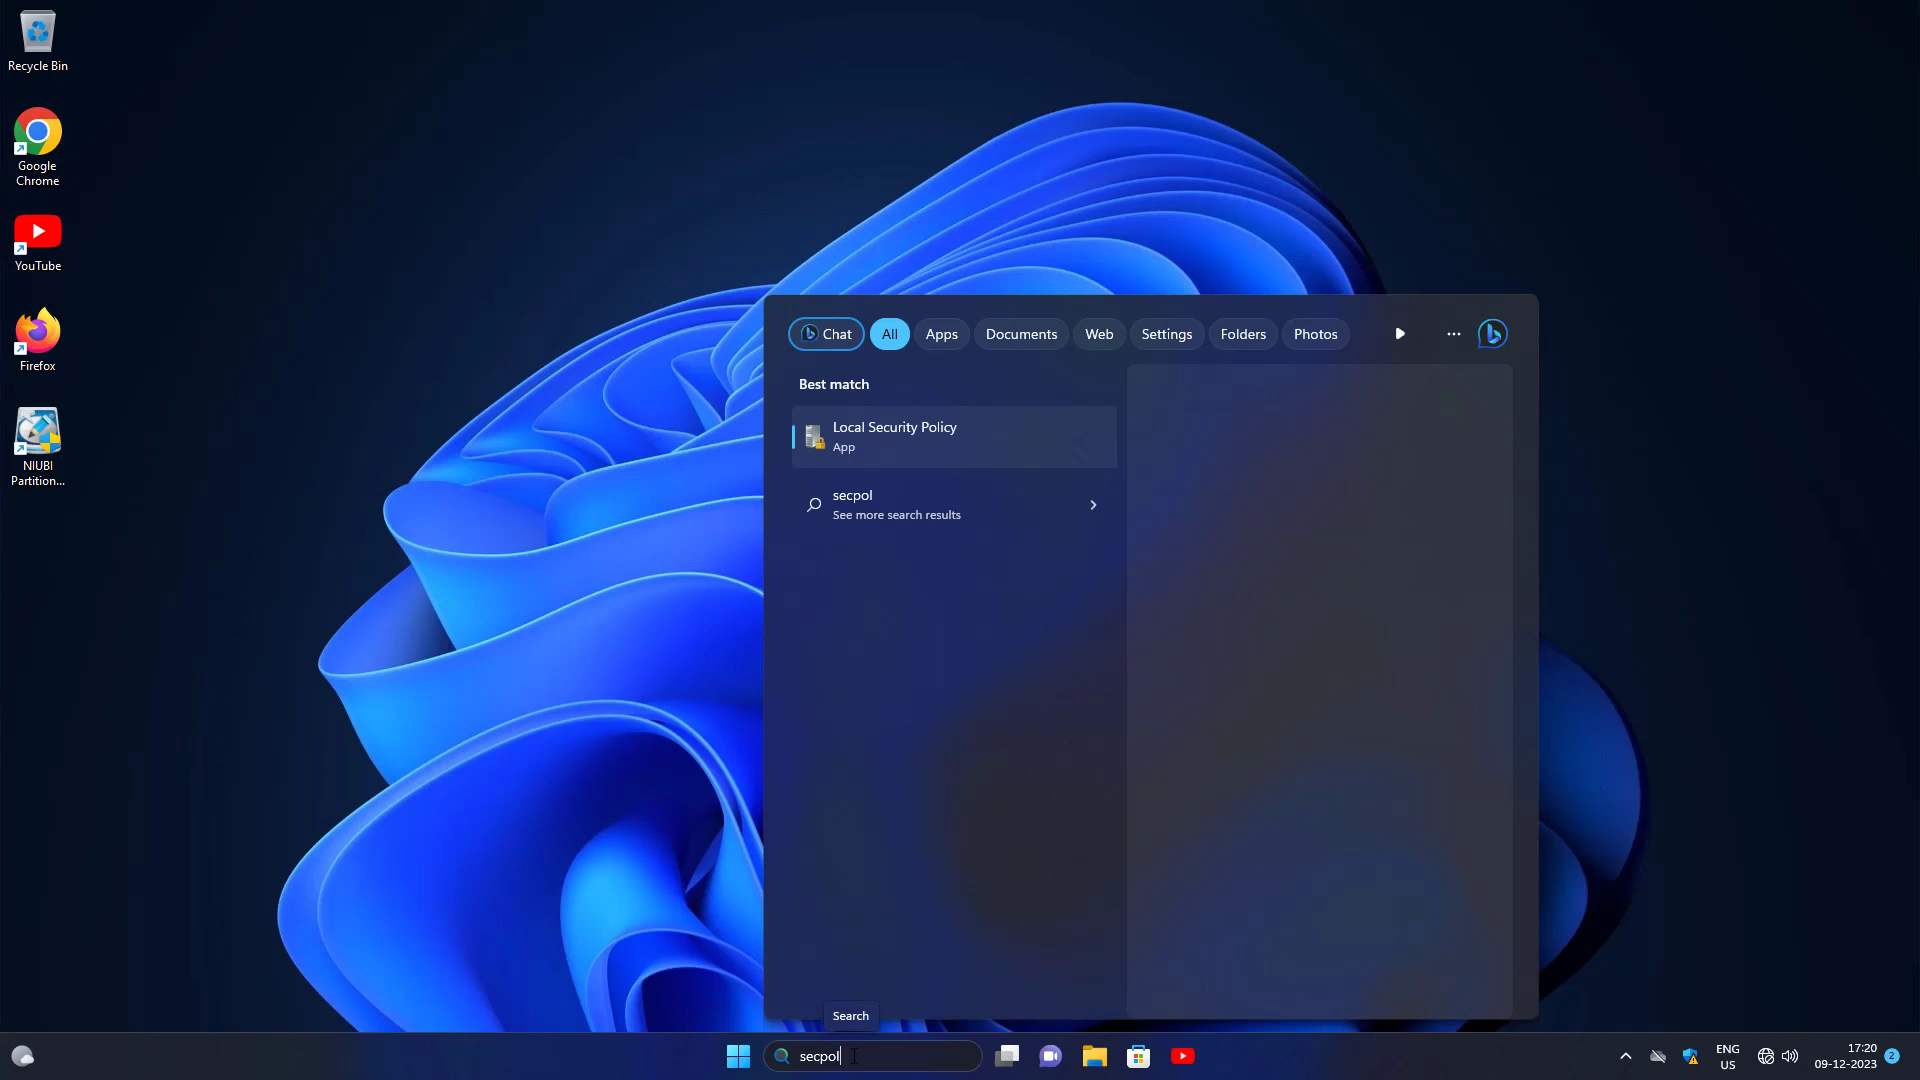 Recycle Bin
Google
Chrome
YouTube
Firefox
NIUBI
Partition...
Chat
All
Apps
Documents
Web
Settings
Folders
Photos
Best match
Local Security Policy
App
secpol
See more search results
Search
secpol
ENG
US
17:20
09-12-2023
2